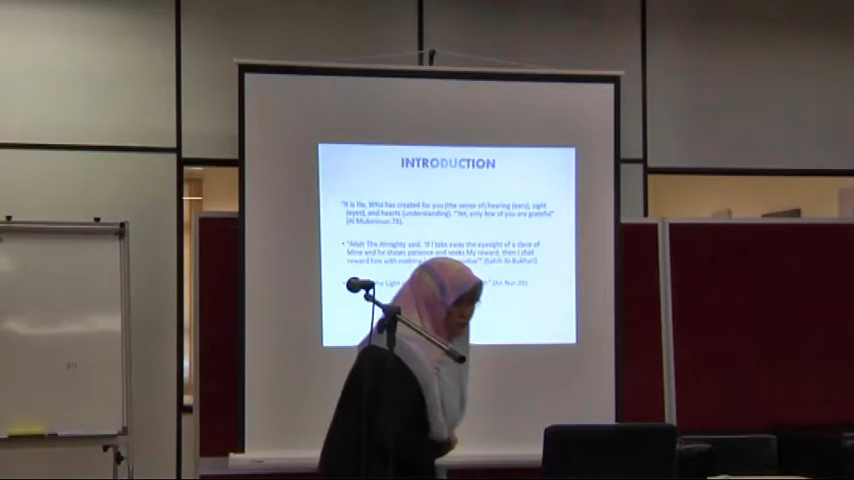 INTRODUCTION
"It is He, Who has created for you (the sense of) hearing (ears), sight
(eyes), and hearts (understanding). "Yet, only few of you are grateful"
(Al Mukminun:78).
• "Allah The Almighty said, 'If I take away the eyesight of a slave of
Mine and he shows patience and seeks My reward, then I shall
reward him with nothing (Sahih Al-Bukhari).
Light (An Nur:35)